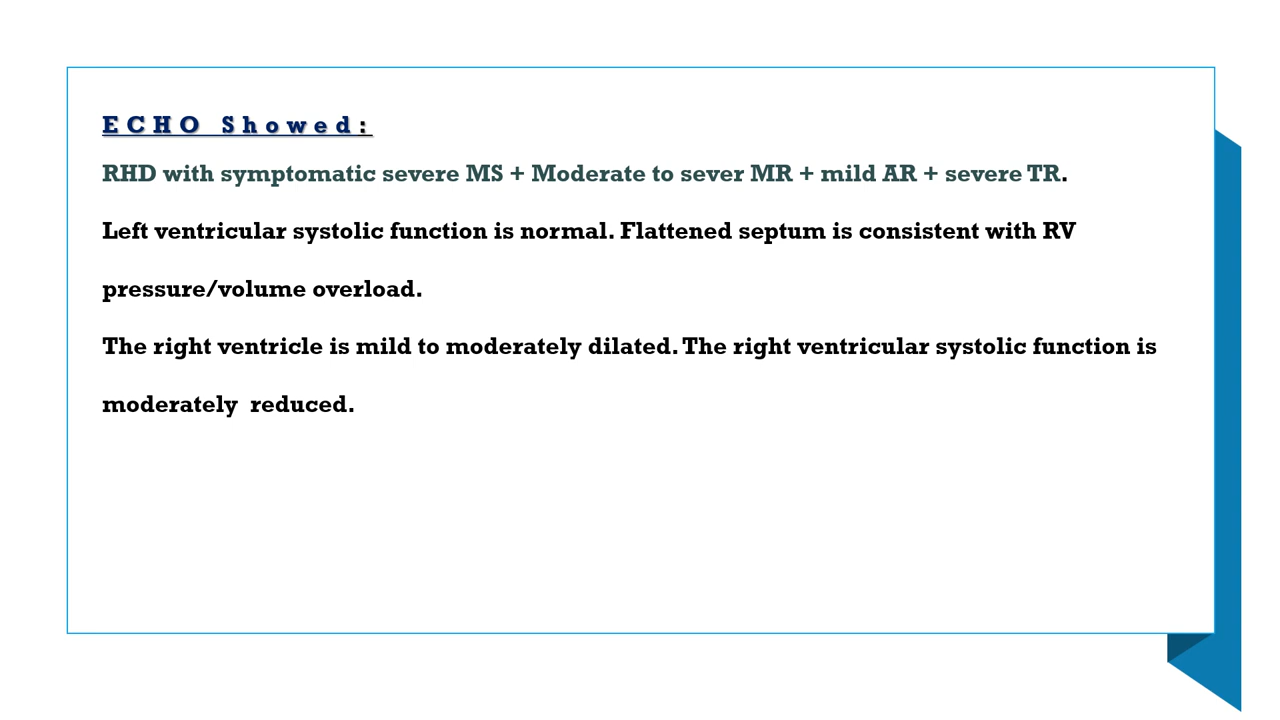 ECHO Showed:
RHD with symptomatic severe MS + Moderate to sever MR + mild AR + severe TR.
Left ventricular systolic function is normal. Flattened septum is consistent with RV
pressure/volume overload.
The right ventricle is mild to moderately dilated. The right ventricular systolic function is
moderately  reduced.